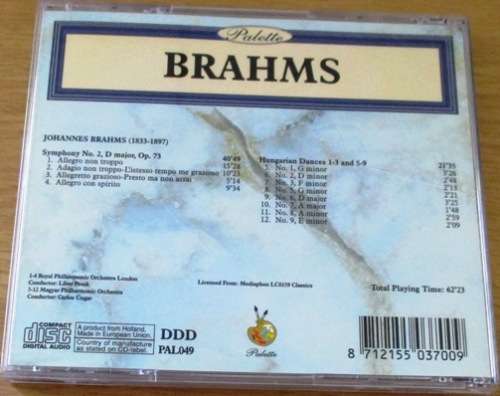 Palette
BRAHMS
JOHANNES BRAHMS (1833-1897)
Symphony No. 2, D major, Op. 73 40'49
1. Allegro non troppo 15'28
2. Adagio non troppo-L'istesso tempo me grazioso 10'23
3. Allegretto grazioso-Presto ma non assai 5'14
4. Allegro con spirito 9'34
Hungarian Dances 1-3 and 5-9 21'35
5. No. 1, G minor 3'26
6. No. 2, D minor 2'48
7. No. 3, F minor 2'13
8. No. 5, G minor 2'21
9. No. 6, D major 3'25
10. No. 7, A major 1'48
11. No. 8, A minor 2'59
12. No. 9, E minor 2'09
1-4 Royal Philharmonic Orchestra London
Conductor:
5-12 Magyar Philharmonic Orchestra
Conductor: Carlos
Licensed From: Mediaphon LC0159 Classics
Total Playing Time: 62'23
COMPACT
disc
DIGITAL AUDIO
A product from Holland.
Made in European Union.
Country of manufacture
as stated on CD-label.
DDD
PAL049
Palette
8 712155 037009